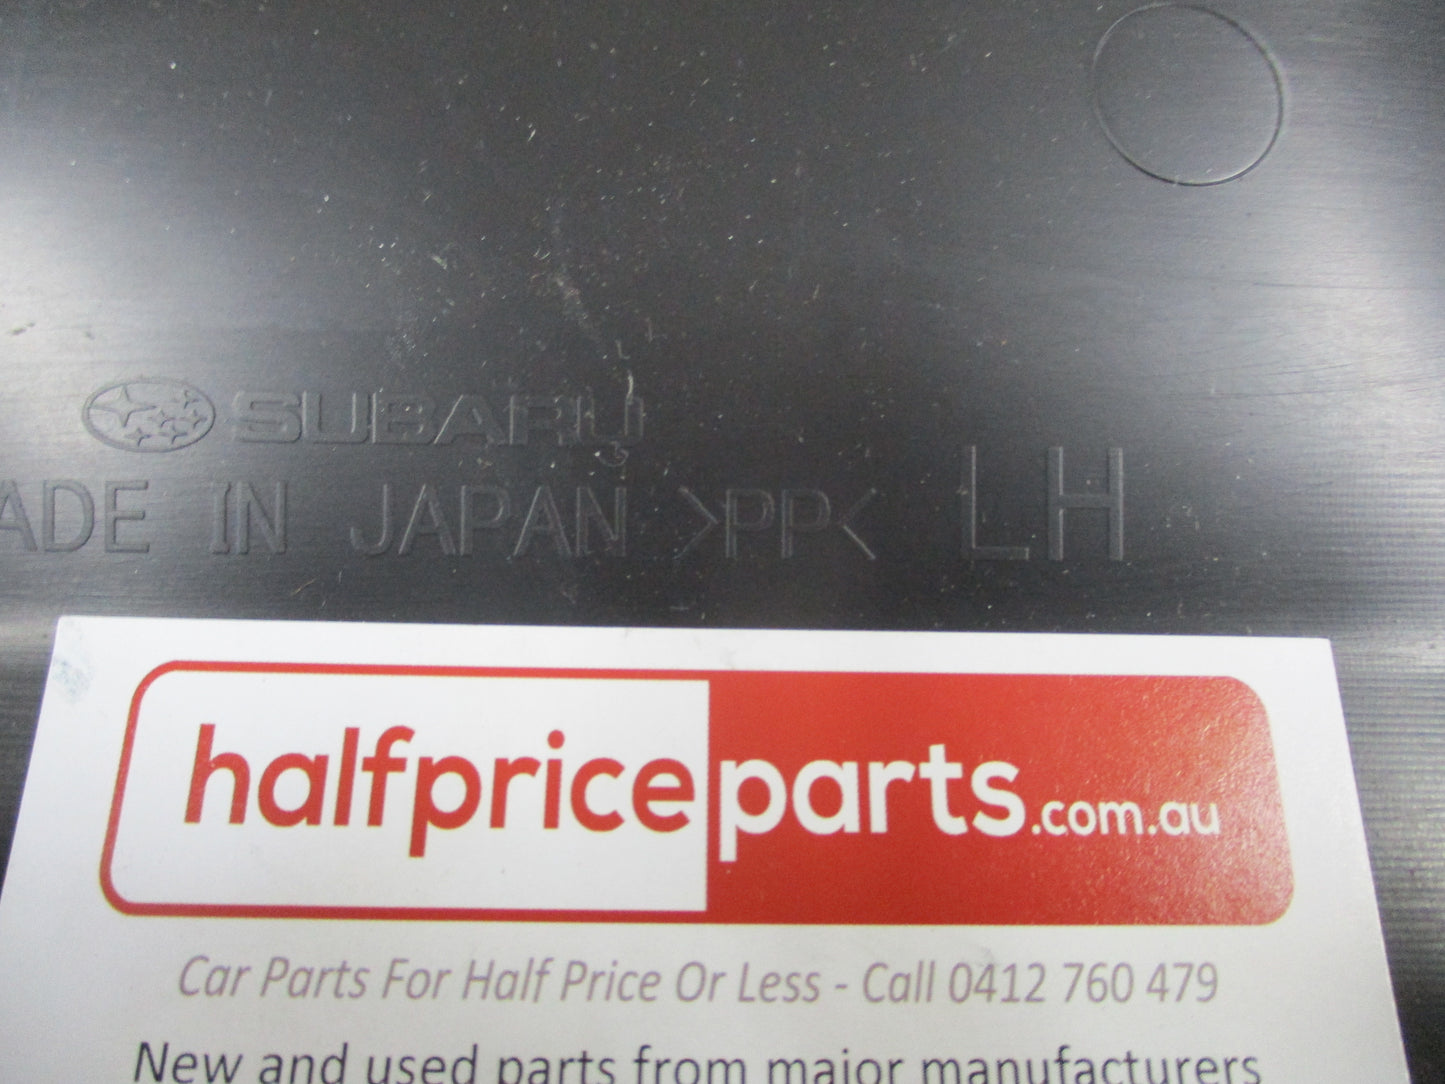 SUBARU
ADE IN JAPAN >PP< LH
halfpriceparts.com.au
Car Parts For Half Price Or Less - Call 0412 760 479
New and used parts from major manufacturers